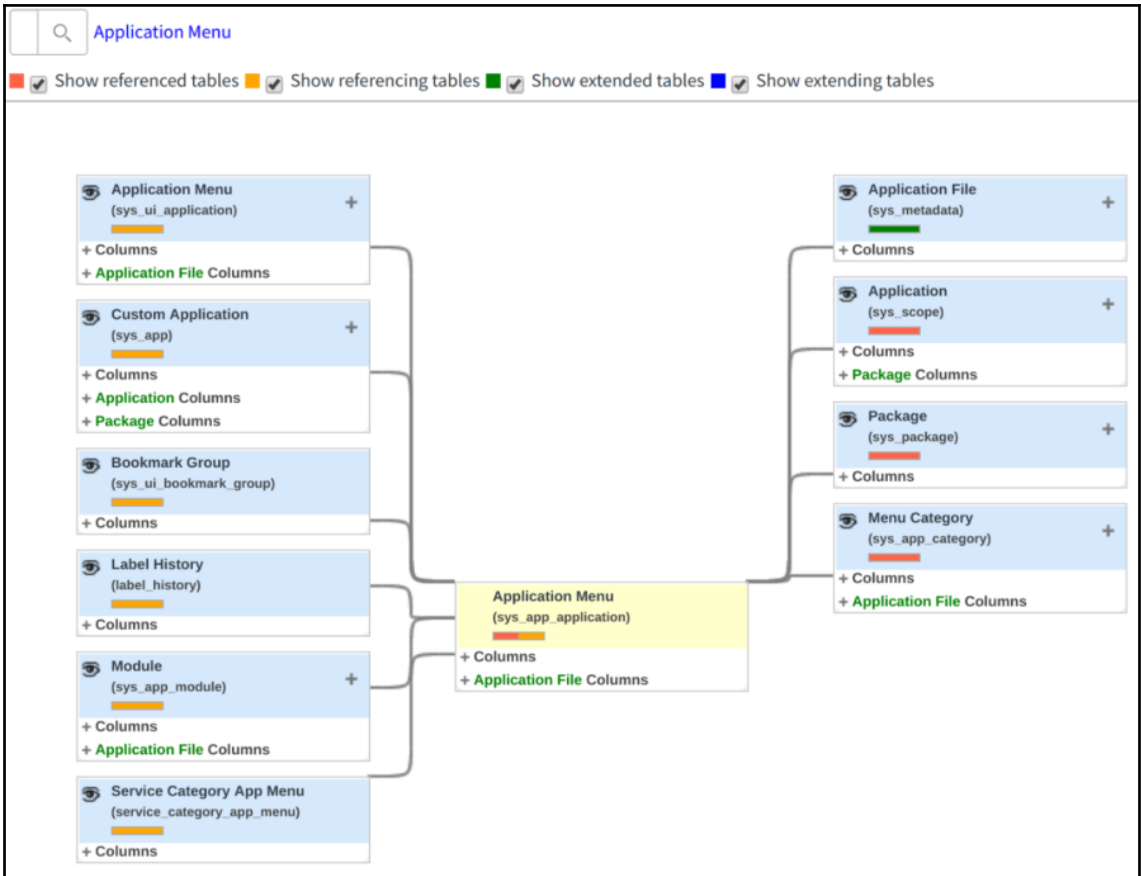 Application Menu
Show referenced tables Show referencing tables Show extended tables Show extending tables
Application Menu
(sys_ui_application)
+ Columns
+ Application File Columns
Custom Application
(sys_app)
+ Columns
+ Application Columns
+ Package Columns
Bookmark Group
(sys_ui_bookmark_group)
+ Columns
Label History
(label_history)
+ Columns
Module
(sys_app_module)
+ Columns
+ Application File Columns
Service Category App Menu
(service_category_app_menu)
+ Columns
Application Menu
(sys_app_application)
+ Columns
+ Application File Columns
Application File
(sys_metadata)
+ Columns
Application
(sys_scope)
+ Columns
+ Package Columns
Package
(sys_package)
+ Columns
Menu Category
(sys_app_category)
+ Columns
+ Application File Columns